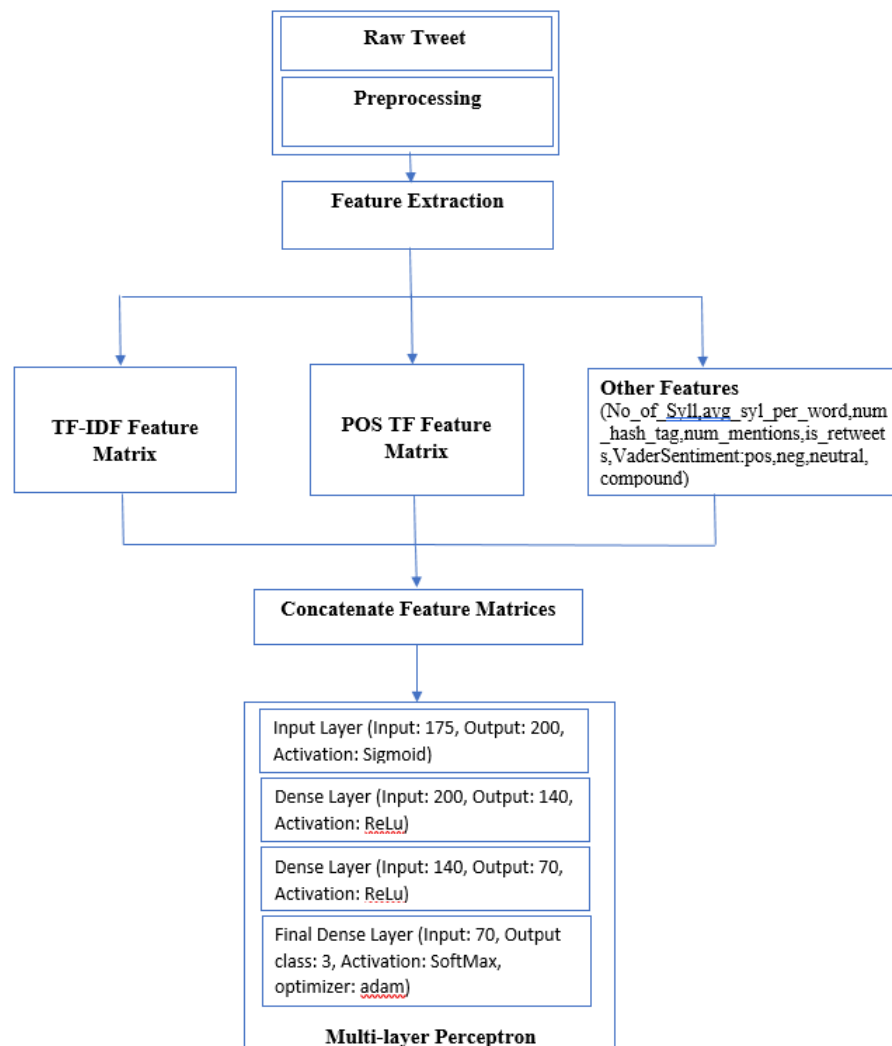 Raw Tweet
Preprocessing
Feature Extraction
TF-IDF Feature
Matrix
POS TF Feature
Matrix
Other Features
(No_of_Syll,avg_syl_per_word,num
_hash_tag,num_mentions,is_retweet
s,VaderSentiment:pos,neg,neutral,
compound)
Concatenate Feature Matrices
Input Layer (Input: 175, Output: 200,
Activation: Sigmoid)
Dense Layer (Input: 200, Output: 140,
Activation: ReLu)
Dense Layer (Input: 140, Output: 70,
Activation: ReLu)
Final Dense Layer (Input: 70, Output
class: 3, Activation: SoftMax,
optimizer: adam)
Multi-layer Perceptron